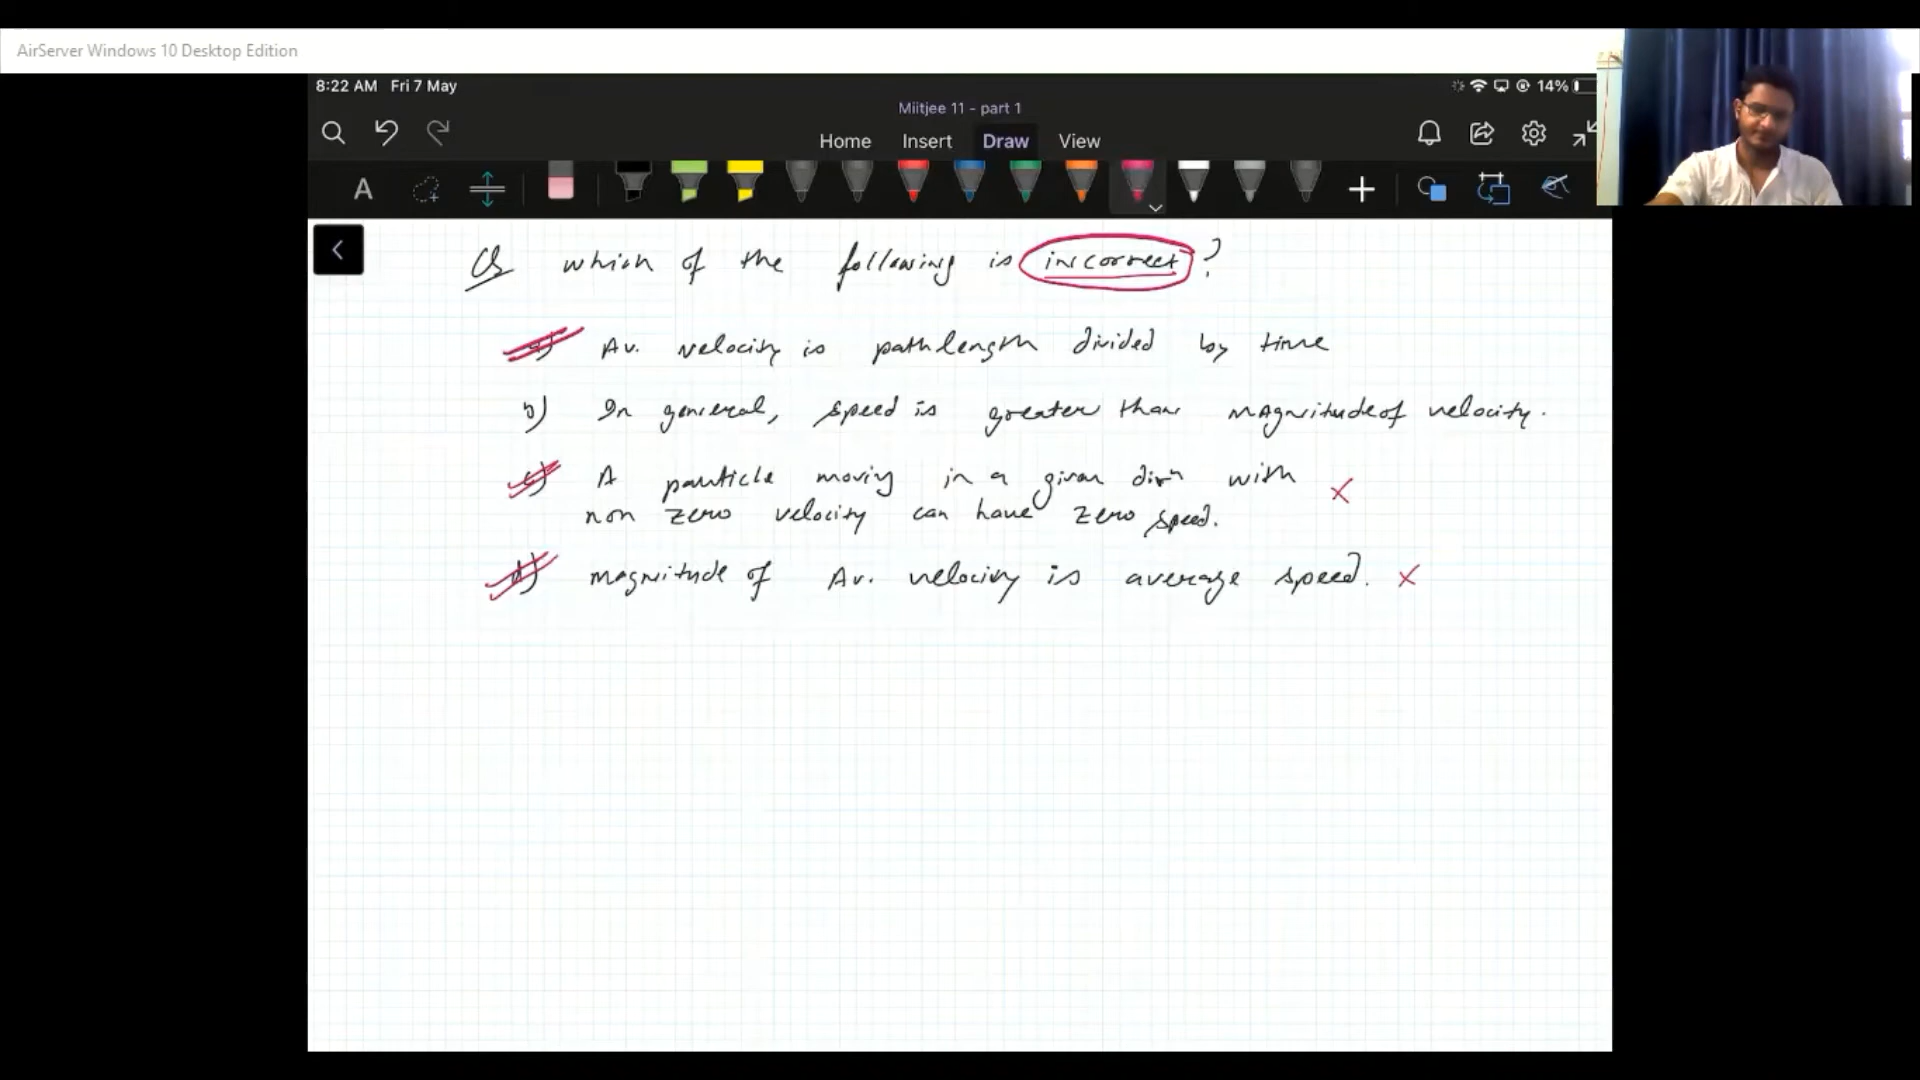 AirServer Windows 10 Desktop Edition
8:22 AM Fri 7 May
14%
Miitjee 11 - part 1
Home Insert Draw View
A
Q which of the following is incorrect ?
a) Av. velocity is pathlength divided by time
b) In general, speed is greater than magnitude of velocity.
c) A particle moving in a given dirn with
non zero velocity can have zero speed.
d) magnitude of Av. velocity is average speed.